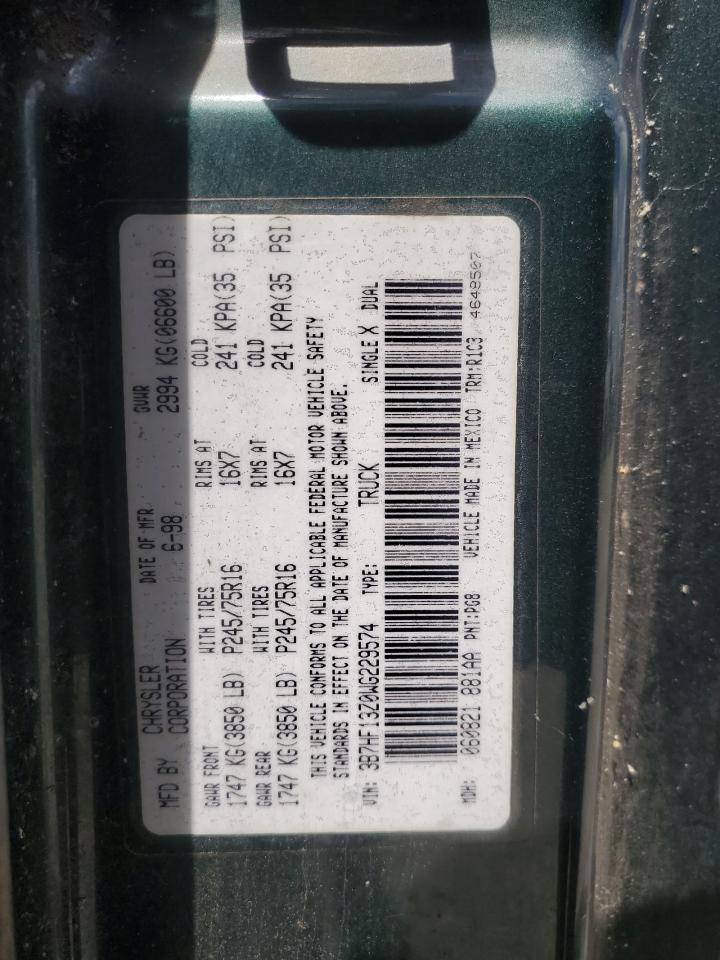 MFD BY CHRYSLER CORPORATION DATE OF MFR 6-98 GVWR 2994 KG(06600 LB)
GAWR FRONT WITH TIRES RIMS AT COLD
1747 KG(3850 LB) P245/75R16 16X7 241 KPA(35 PSI)
GAWR REAR WITH TIRES RIMS AT COLD
1747 KG(3850 LB) P245/75R16 16X7 241 KPA(35 PSI)
THIS VEHICLE CONFORMS TO ALL APPLICABLE FEDERAL MOTOR VEHICLE SAFETY
STANDARDS IN EFFECT ON THE DATE OF MANUFACTURE SHOWN ABOVE.
VIN: 3B7HF13Z0WG229574 TYPE: TRUCK SINGLE X DUAL
MDH: 060821 881AA PNT:PG8 VEHICLE MADE IN MEXICO TRM:R1C3 4648507